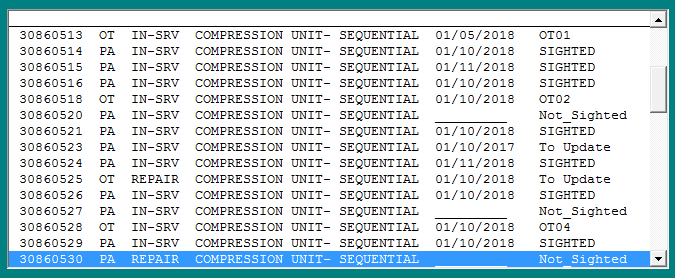 30860513 OT IN-SRV COMPRESSION UNIT- SEQUENTIAL 01/05/2018 OT01
30860514 PA IN-SRV COMPRESSION UNIT- SEQUENTIAL 01/10/2018 SIGHTED
30860515 PA IN-SRV COMPRESSION UNIT- SEQUENTIAL 01/11/2018 SIGHTED
30860516 PA IN-SRV COMPRESSION UNIT- SEQUENTIAL 01/10/2018 SIGHTED
30860518 OT IN-SRV COMPRESSION UNIT- SEQUENTIAL 01/10/2018 OT02
30860520 PA IN-SRV COMPRESSION UNIT- SEQUENTIAL _________ Not_Sighted
30860521 PA IN-SRV COMPRESSION UNIT- SEQUENTIAL 01/10/2018 SIGHTED
30860523 PA IN-SRV COMPRESSION UNIT- SEQUENTIAL 01/10/2017 To Update
30860524 PA IN-SRV COMPRESSION UNIT- SEQUENTIAL 01/11/2018 SIGHTED
30860525 OT REPAIR COMPRESSION UNIT- SEQUENTIAL 01/10/2018 To Update
30860526 PA IN-SRV COMPRESSION UNIT- SEQUENTIAL 01/10/2018 SIGHTED
30860527 PA IN-SRV COMPRESSION UNIT- SEQUENTIAL _________ Not_Sighted
30860528 OT IN-SRV COMPRESSION UNIT- SEQUENTIAL 01/10/2018 OT04
30860529 PA IN-SRV COMPRESSION UNIT- SEQUENTIAL 01/10/2018 SIGHTED
30860530 PA REPAIR COMPRESSION UNIT- SEQUENTIAL _________ Not_Sighted